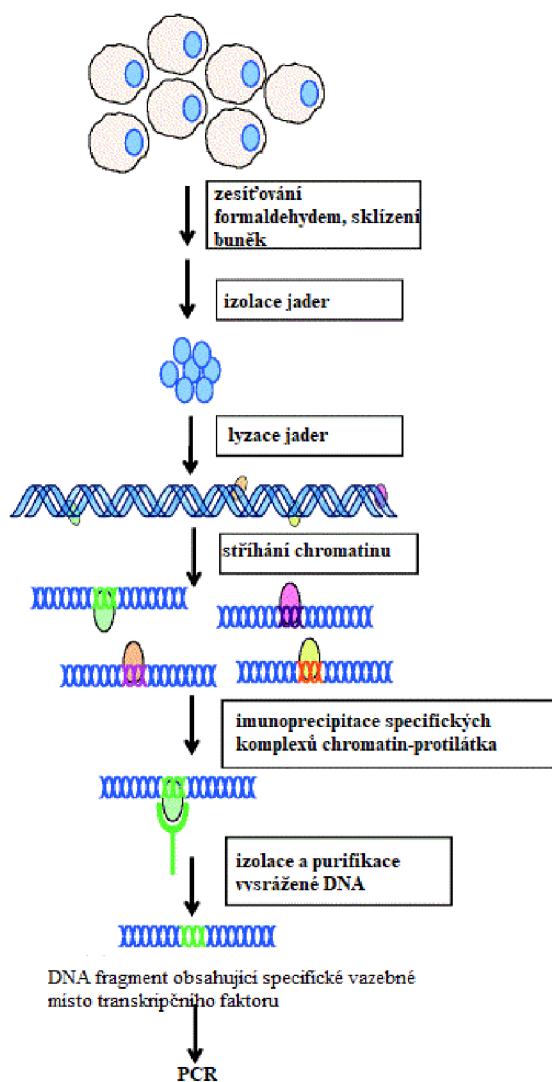 zesíťování
formaldehydem, sklízení
buněk
izolace jader
lyzace jader
stříhání chromatinu
imunoprecipitace specifických
komplexů chromatin-protilátka
izolace a purifikace
vysrážené DNA
DNA fragment obsahující specifické vazebné
místo transkripčního faktoru
PCR